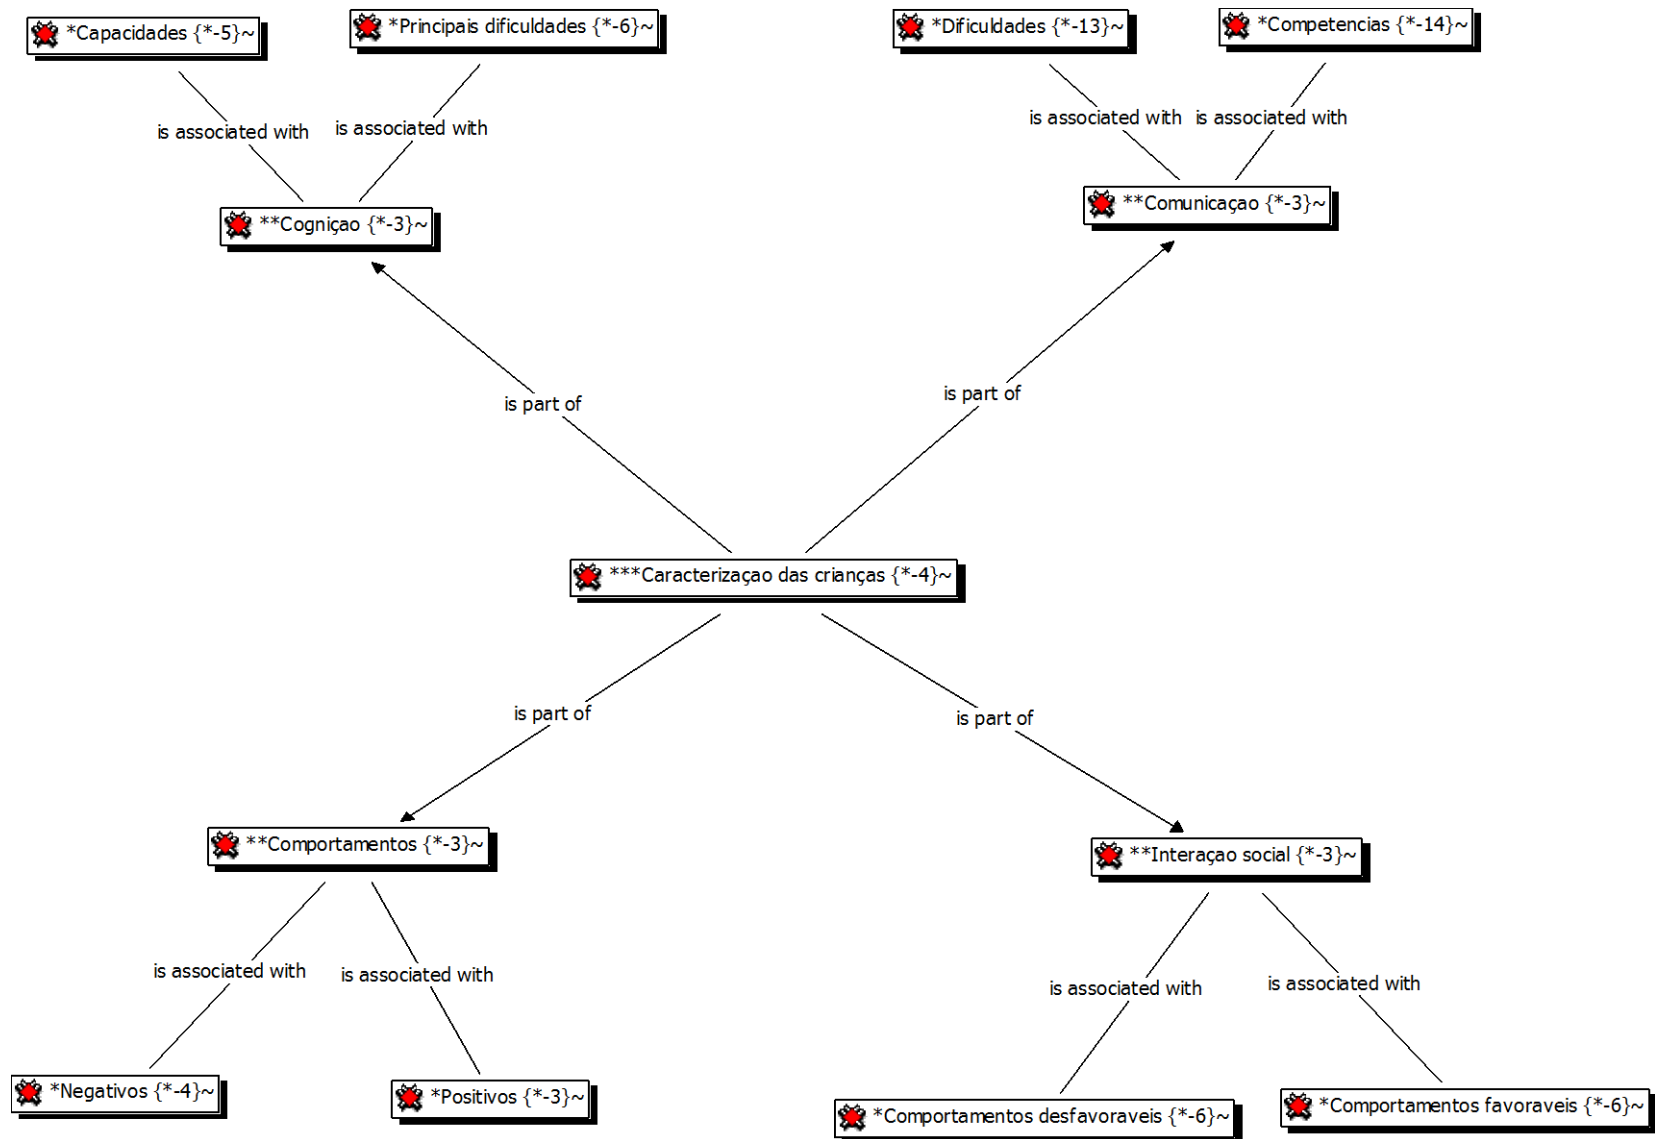 *Capacidades {*-5}~
*Principais dificuldades {*-6}~
*Dificuldades {*-13}~
*Competencias {*-14}~
is associated with
is associated with
is associated with
is associated with
**Cogniçao {*-3}~
**Comunicaçao {*-3}~
is part of
is part of
***Caracterizaçao das crianças {*-4}~
is part of
is part of
**Comportamentos {*-3}~
**Interaçao social {*-3}~
is associated with
is associated with
is associated with
is associated with
*Negativos {*-4}~
*Positivos {*-3}~
*Comportamentos desfavoraveis {*-6}~
*Comportamentos favoraveis {*-6}~